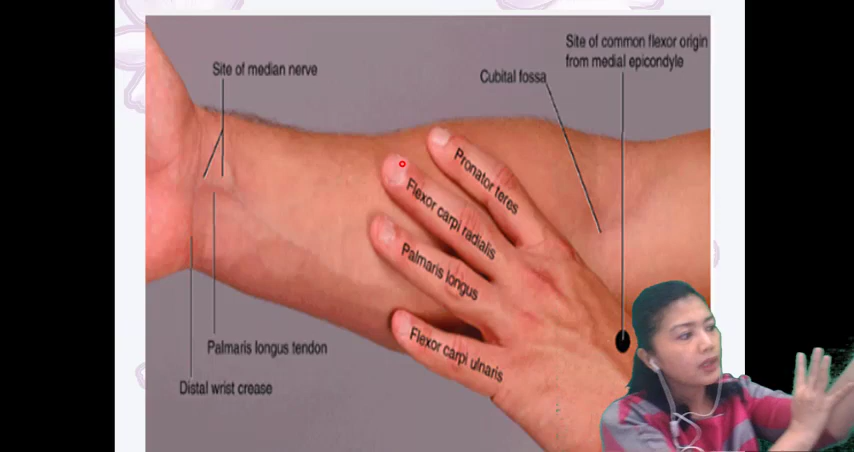 Site of common flexor origin
from medial epicondyle
Site of median nerve
Cubital fossa
Pronator teres
Flexor carpi radialis
Palmaris longus
Flexor carpi ulnaris
Palmaris longus tendon
Distal wrist crease